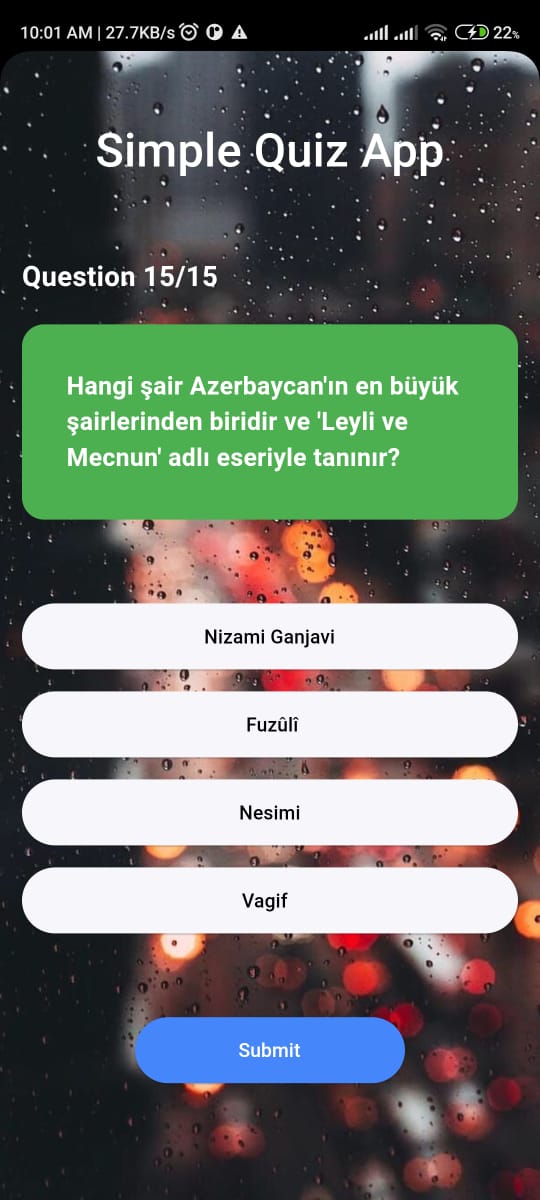 10:01 AM | 27.7KB/s
22%
Simple Quiz App
Question 15/15
Hangi şair Azerbaycan'ın en büyük
şairlerinden biridir ve 'Leyli ve
Mecnun' adlı eseriyle tanınır?
Nizami Ganjavi
Fuzûlî
Nesimi
Vagif
Submit